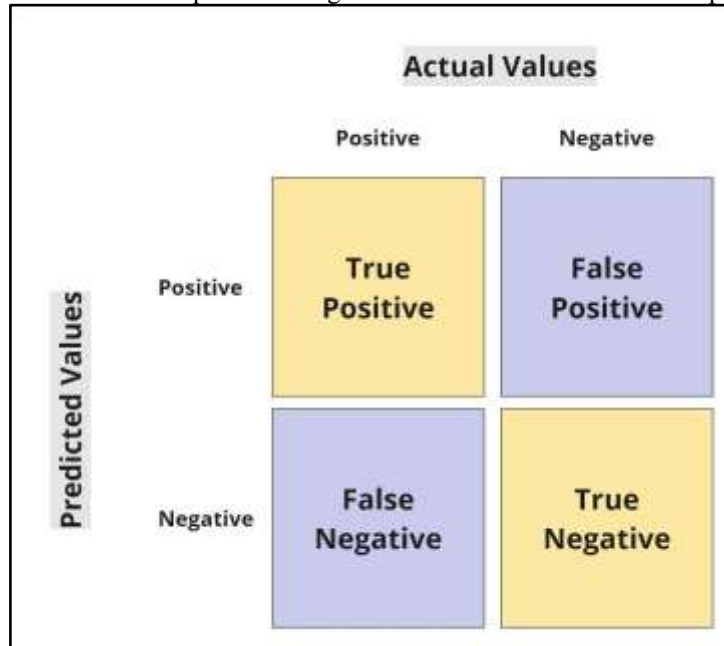 Actual Values
Positive Negative
True
Positive
False
Positive
Positive
Predicted Values
False
Negative
True
Negative
Negative